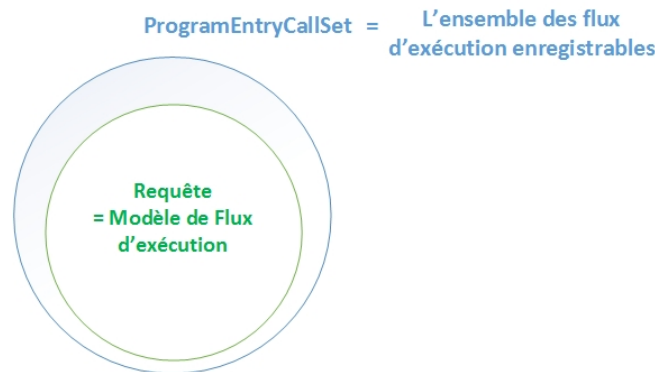 ProgramEntryCallSet = L’ensemble des flux
d’exécution enregistrables
Requête
= Modèle de Flux
d’exécution